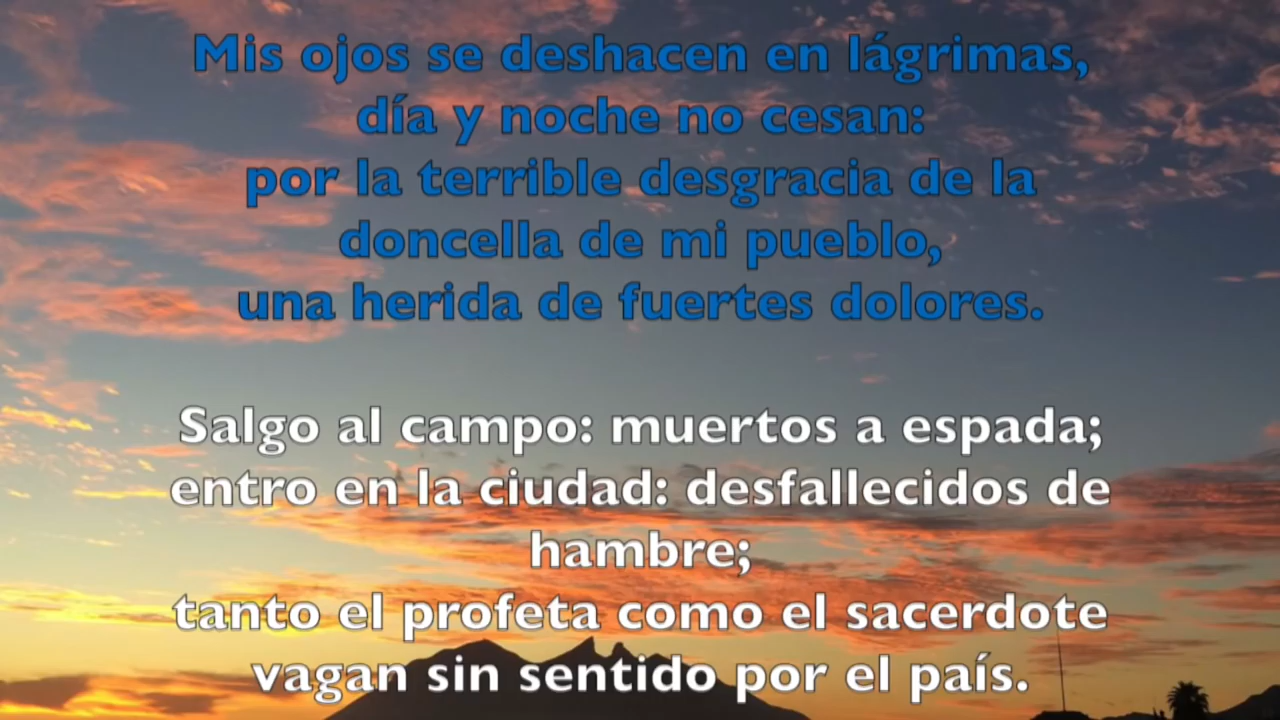 Mis ojos se deshacen en lágrimas,
día y noche no cesan:
por la terrible desgracia de la
doncella de mi pueblo,
una herida de fuertes dolores.
Salgo al campo: muertos a espada;
entro en la ciudad: desfallecidos de
hambre;
tanto el profeta como el sacerdote
vagan sin sentido por el país.